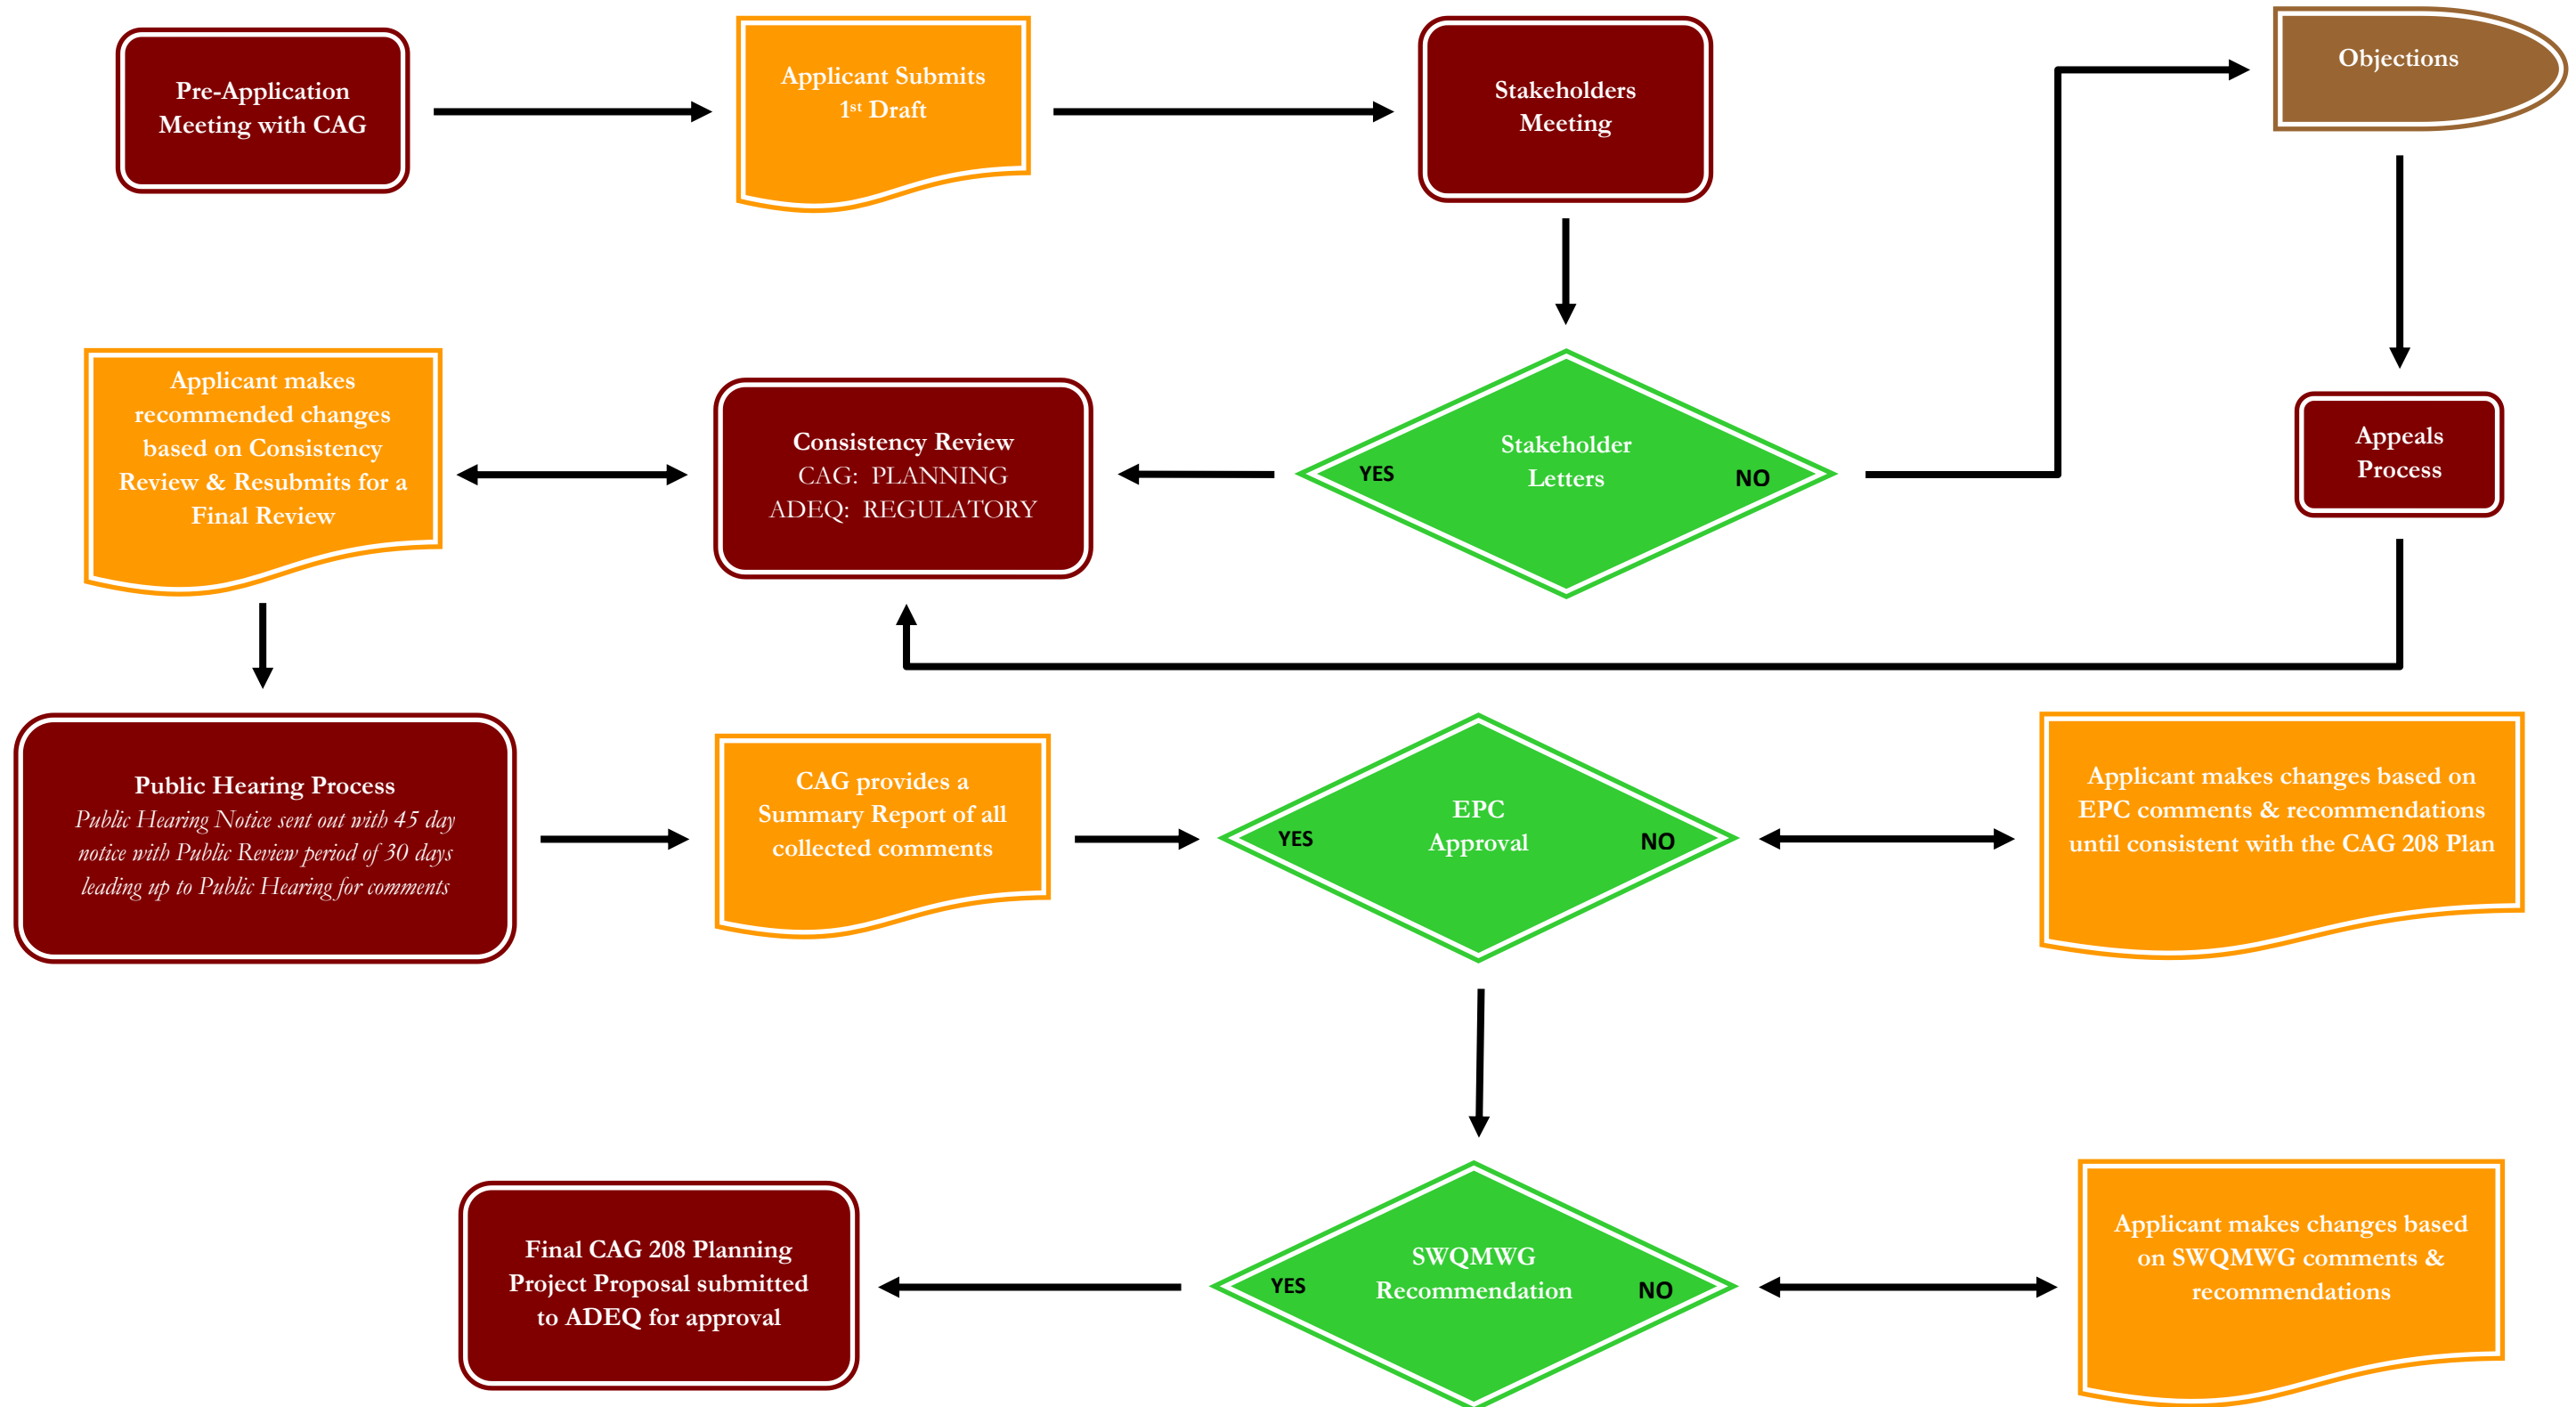 Pre-Application
Meeting with CAG
Applicant Submits
1st Draft
Stakeholders
Meeting
Objections
Applicant makes
recommended changes
based on Consistency
Review & Resubmits for a
Final Review
Consistency Review
CAG: PLANNING
ADEQ: REGULATORY
YES
Stakeholder
Letters
NO
Appeals
Process
Public Hearing Process
Public Hearing Notice sent out with 45 day
notice with Public Review period of 30 days
leading up to Public Hearing for comments
CAG provides a
Summary Report of all
collected comments
YES
EPC
Approval
NO
Applicant makes changes based on
EPC comments & recommendations
until consistent with the CAG 208 Plan
Final CAG 208 Planning
Project Proposal submitted
to ADEQ for approval
YES
SWQMWG
Recommendation
NO
Applicant makes changes based
on SWQMWG comments &
recommendations